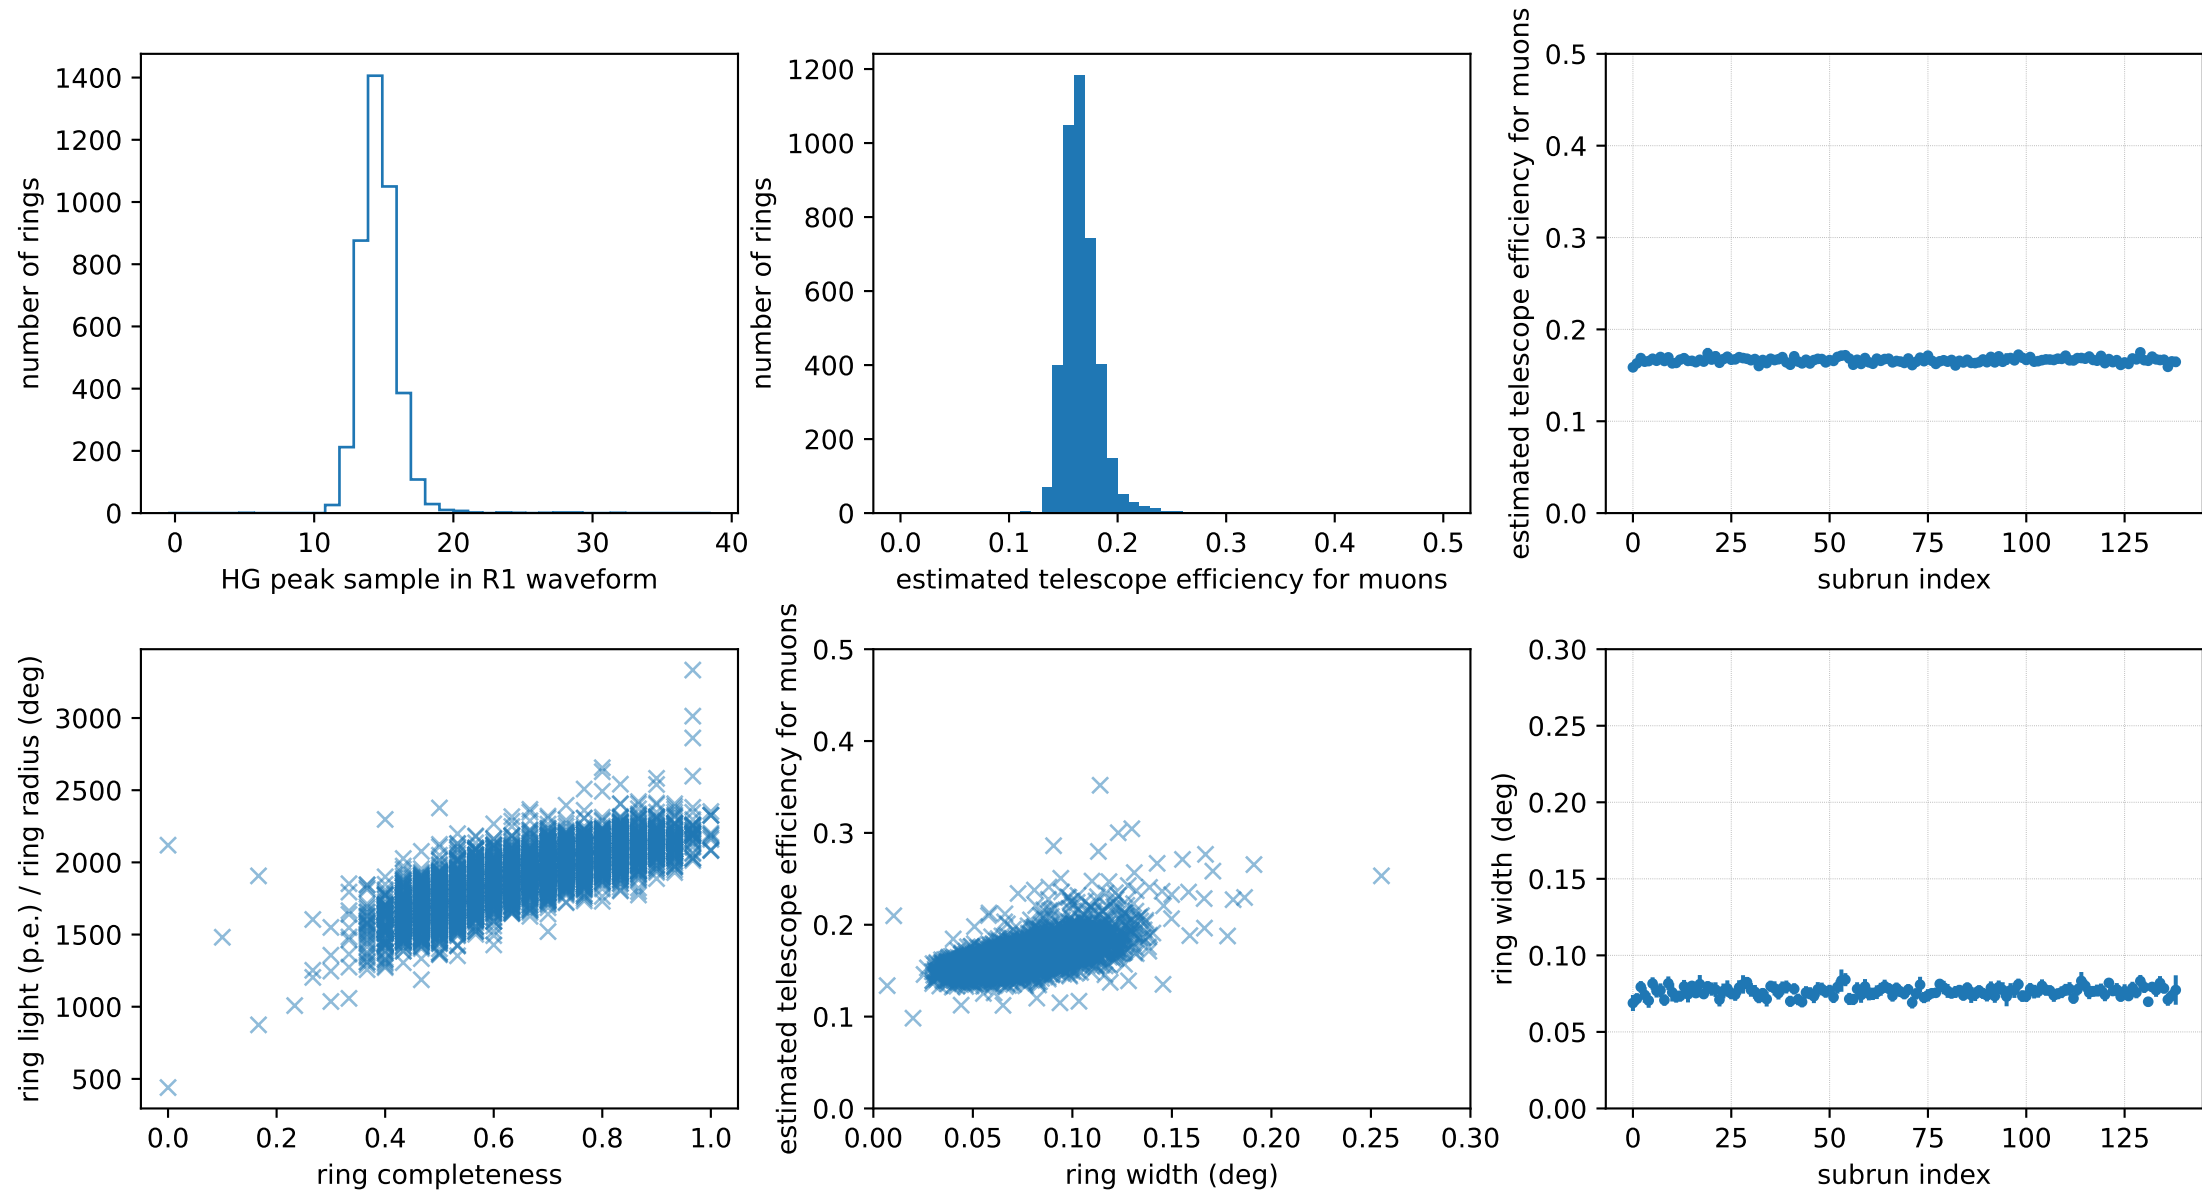 number of rings
1400
1200
1000
800
600
400
200
0
0 10 20 30 40
HG peak sample in R1 waveform
number of rings
1200
1000
800
600
400
200
0
0.0 0.1 0.2 0.3 0.4 0.5
estimated telescope efficiency for muons
estimated telescope efficiency for muons
0.5
0.4
0.3
0.2
0.1
0.0
0 25 50 75 100 125
subrun index
ring light (p.e.) / ring radius (deg)
3000
2500
2000
1500
1000
500
0.0 0.2 0.4 0.6 0.8 1.0
ring completeness
estimated telescope efficiency for muons
0.5
0.4
0.3
0.2
0.1
0.0
0.00 0.05 0.10 0.15 0.20 0.25 0.30
ring width (deg)
ring width (deg)
0.30
0.25
0.20
0.15
0.10
0.05
0.00
0 25 50 75 100 125
subrun index